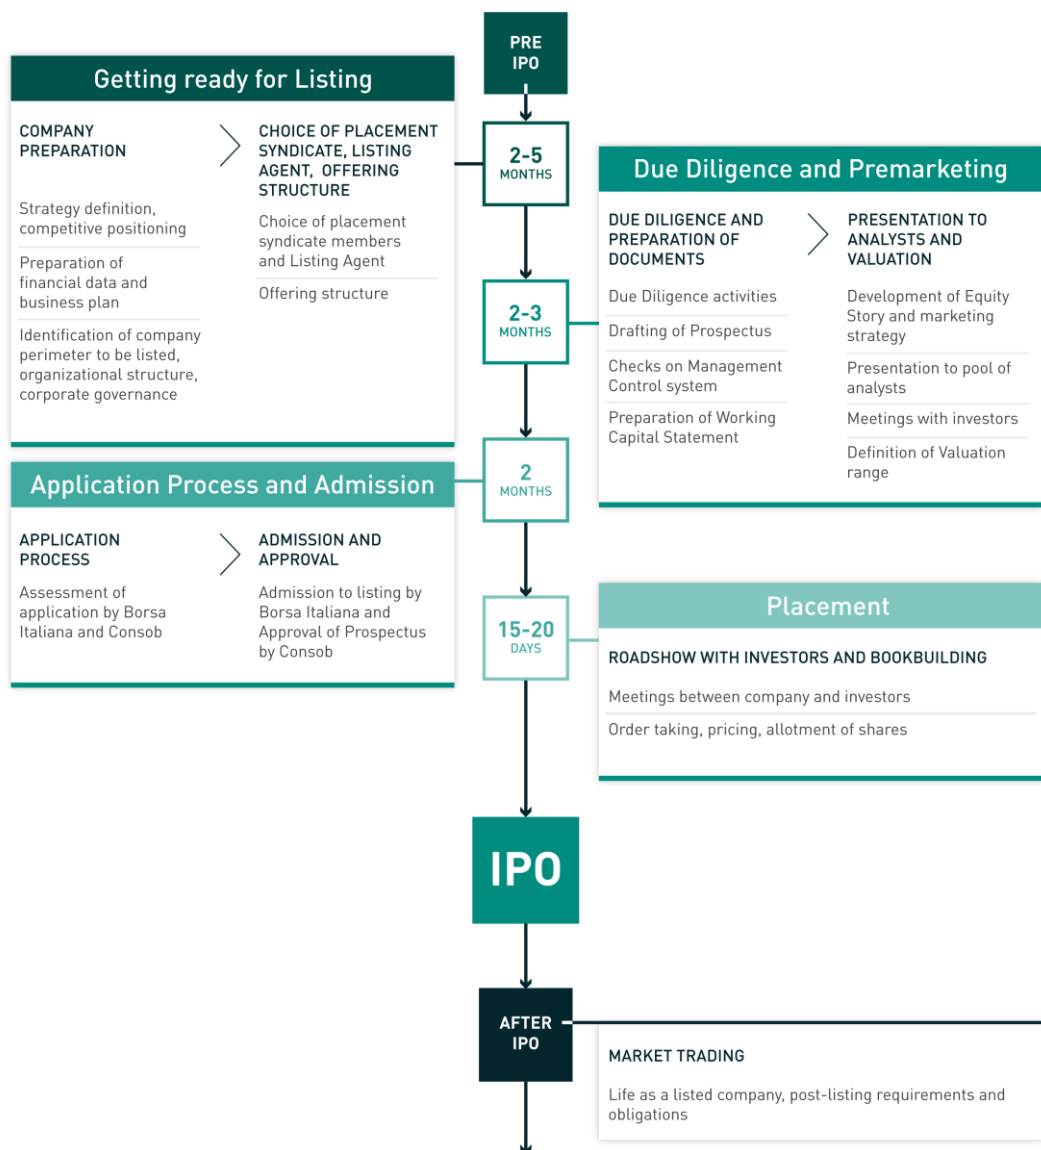 PRE
IPO
Getting ready for Listing
COMPANY
PREPARATION
Strategy definition,
competitive positioning
Preparation of
financial data and
business plan
Identification of company
perimeter to be listed,
organizational structure,
corporate governance
CHOICE OF PLACEMENT
SYNDICATE, LISTING
AGENT, OFFERING
STRUCTURE
Choice of placement
syndicate members
and Listing Agent
Offering structure
2-5
MONTHS
Due Diligence and Premarketing
DUE DILIGENCE AND
PREPARATION OF
DOCUMENTS
Due Diligence activities
Drafting of Prospectus
Checks on Management
Control system
Preparation of Working
Capital Statement
PRESENTATION TO
ANALYSTS AND
VALUATION
Development of Equity
Story and marketing
strategy
Presentation to pool of
analysts
Meetings with investors
Definition of Valuation
range
2-3
MONTHS
Application Process and Admission
APPLICATION
PROCESS
Assessment of
application by Borsa
Italiana and Consob
ADMISSION AND
APPROVAL
Admission to listing by
Borsa Italiana and
Approval of Prospectus
by Consob
2
MONTHS
15-20
DAYS
Placement
ROADSHOW WITH INVESTORS AND BOOKBUILDING
Meetings between company and investors
Order taking, pricing, allotment of shares
IPO
AFTER
IPO
MARKET TRADING
Life as a listed company, post-listing requirements and
obligations